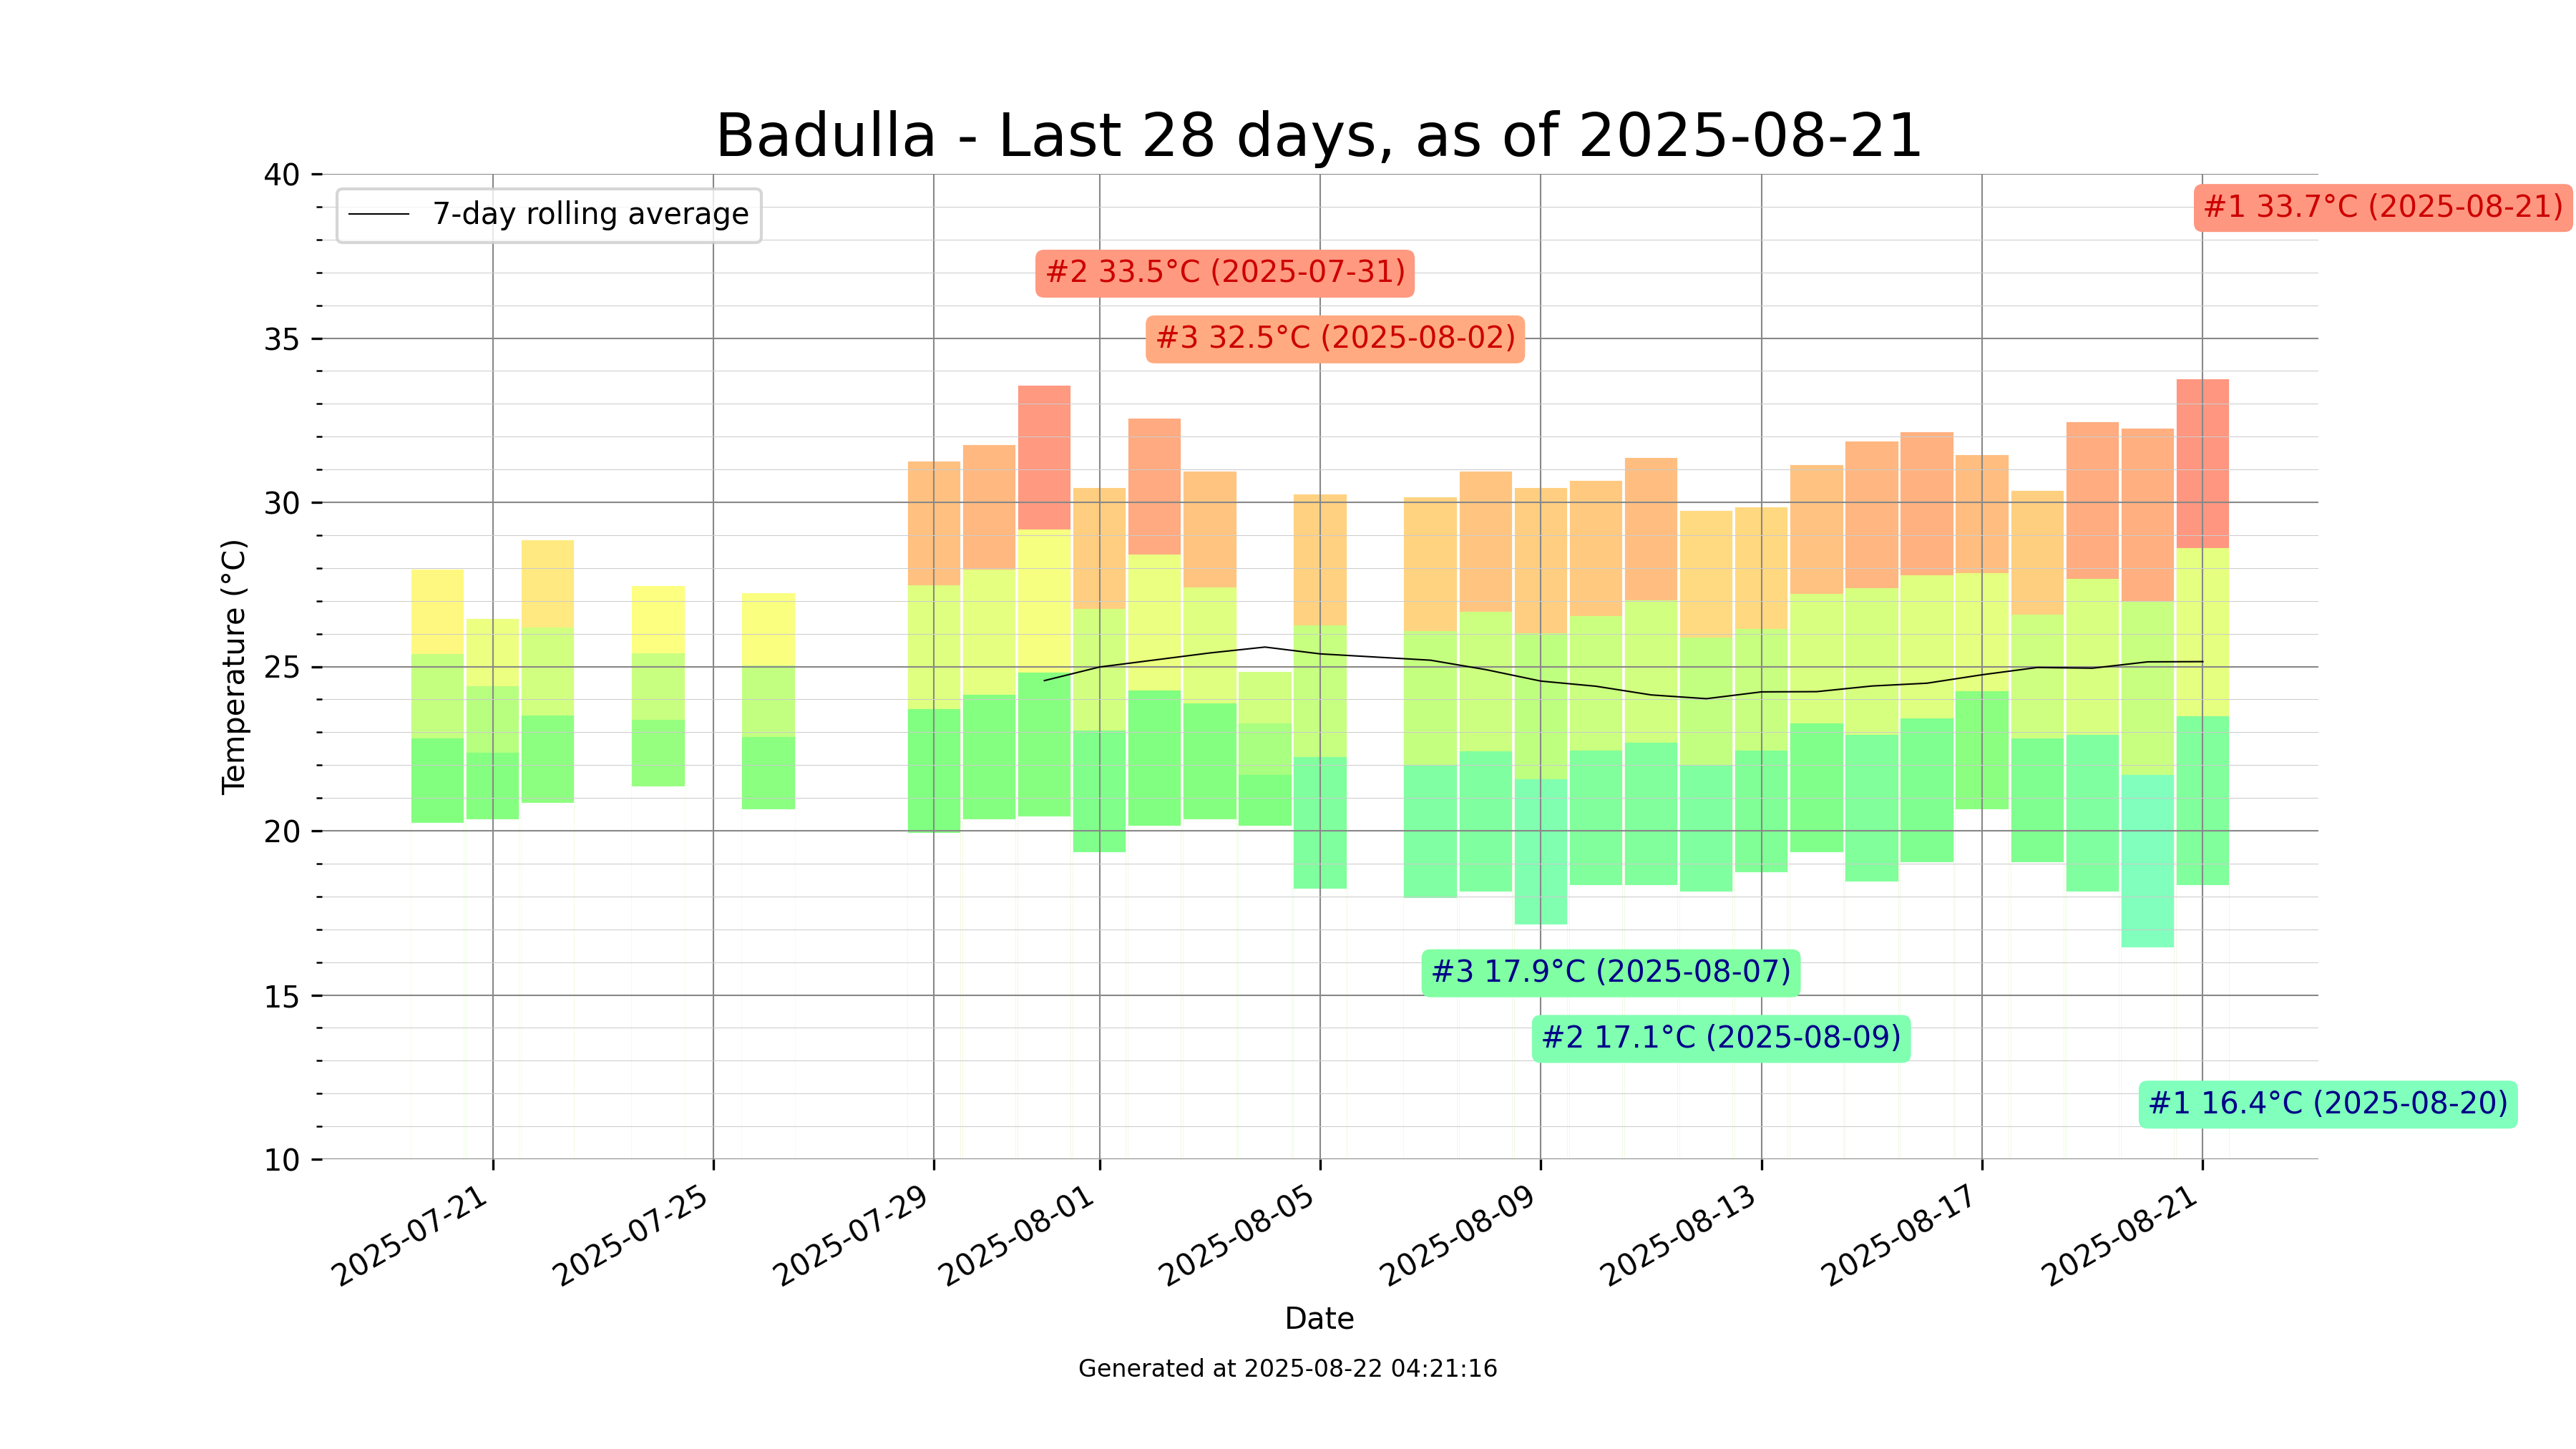 Badulla - Last 28 days, as of 2025-08-21
7-day rolling average
#1 33.7°C (2025-08-21)
#2 33.5°C (2025-07-31)
#3 32.5°C (2025-08-02)
#3 17.9°C (2025-08-07)
#2 17.1°C (2025-08-09)
#1 16.4°C (2025-08-20)
Temperature (°C)
40
35
30
25
20
15
10
2025-07-21
2025-07-25
2025-07-29
2025-08-01
2025-08-05
2025-08-09
2025-08-13
2025-08-17
2025-08-21
Date
Generated at 2025-08-22 04:21:16